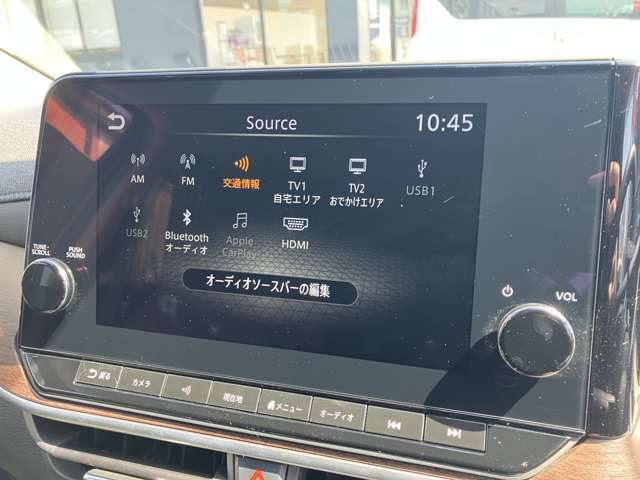 Source
10:45
AM
FM
交通情報
TV1
自宅エリア
TV2
おでかけエリア
USB1
USB2
Bluetooth
オーディオ
Apple
CarPlay
HDMI
オーディオソースバーの編集
TUNE·
SCROLL
PUSH
SOUND
VOL
戻る
カメラ
現在地
メニュー
オーディオ